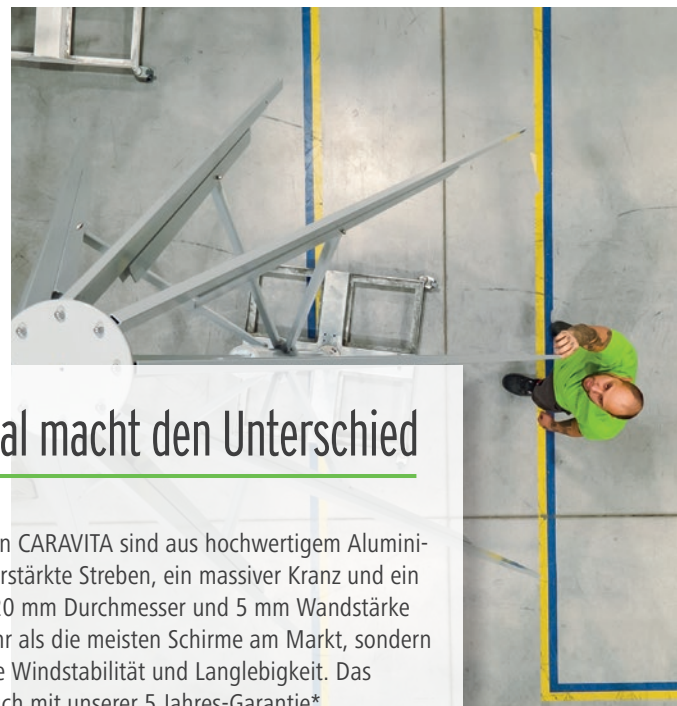 al macht den Unterschied
n CARAVITA sind aus hochwertigem Alumini-
rstärkte Streben, ein massiver Kranz und ein
20 mm Durchmesser und 5 mm Wandstärke
hr als die meisten Schirme am Markt, sondern
e Windstabilität und Langlebigkeit. Das
ch mit unserer 5 Jahres-Garantie*